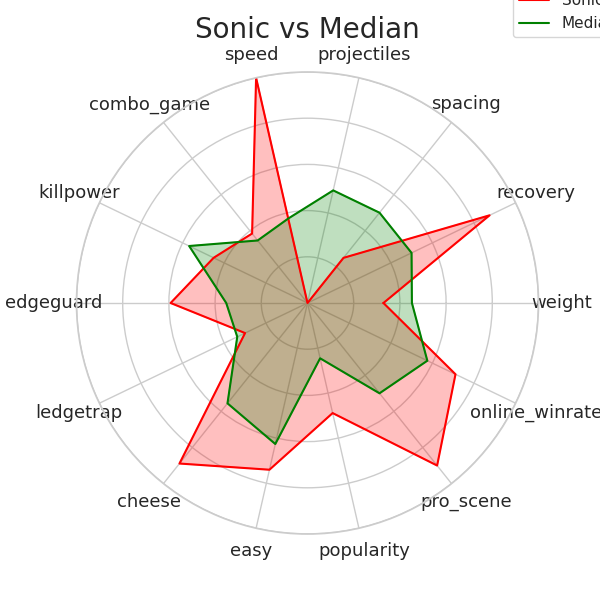 Sonic vs Median
speed
projectiles
combo_game
spacing
killpower
recovery
edgeguard
weight
ledgetrap
online_winrate
cheese
pro_scene
easy
popularity